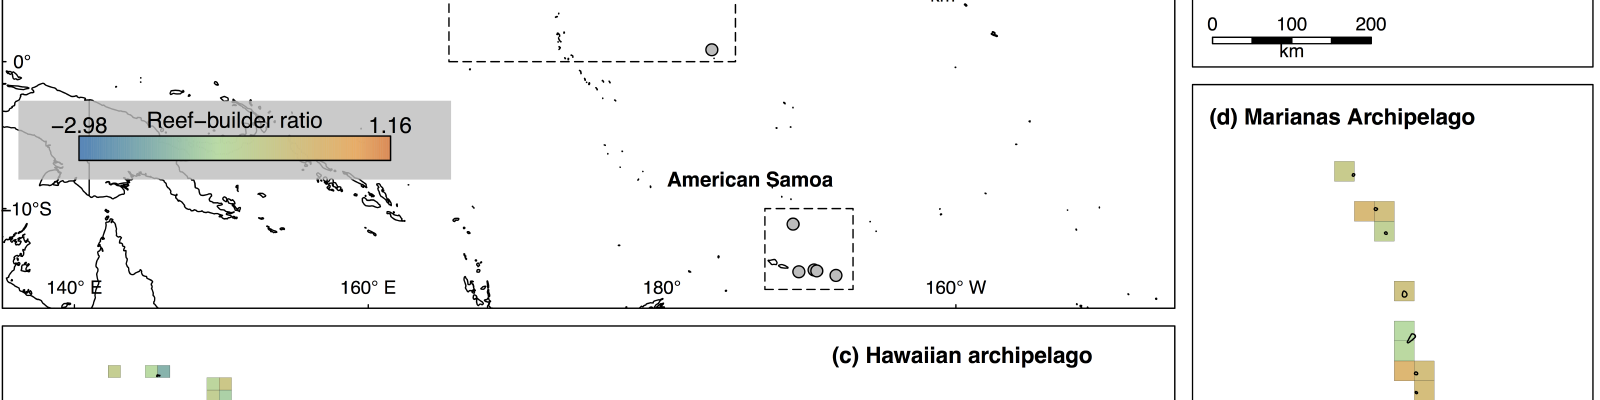 0 100 200
km
0°
(d) Marianas Archipelago
Reef−builder ratio
−2.98 1.16
American Samoa
10°S
140° E 160° E 180° 160° W
(c) Hawaiian archipelago